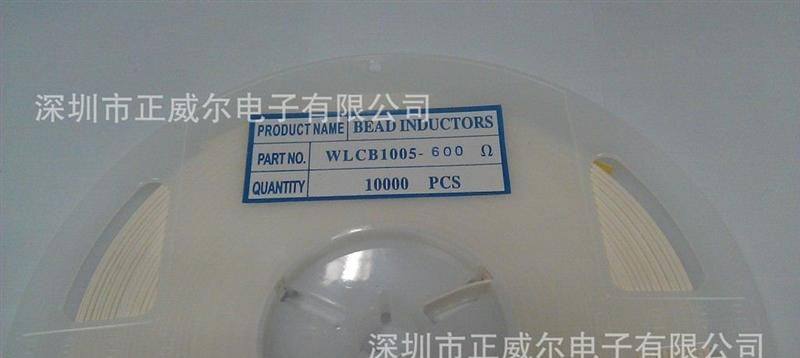 深圳市正威尔电子有限公司
PRODUCT NAME BEAD INDUCTORS
PART NO. WLCB1005- 600 Ω
QUANTITY 10000 PCS
深圳市正威尔电子有限公司